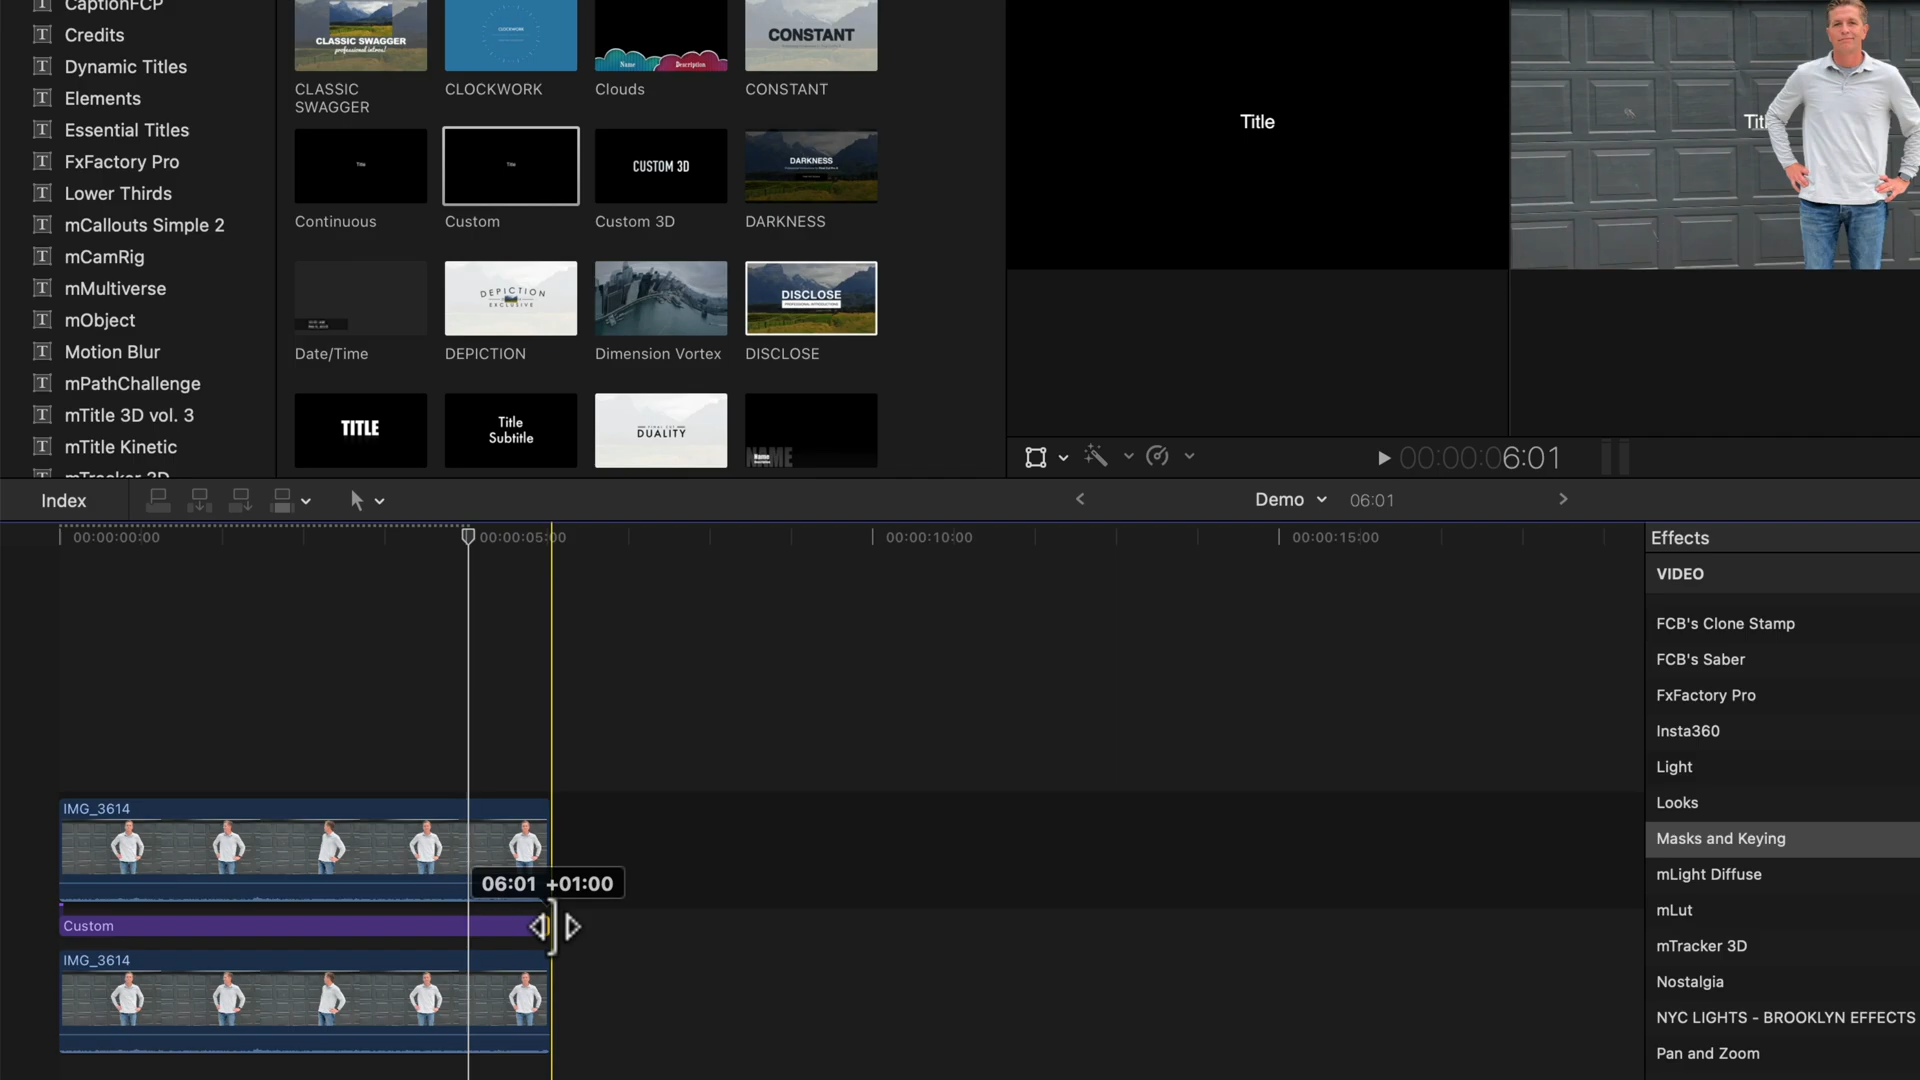 CaptionFCP
Credits
Dynamic Titles
Elements
Essential Titles
FxFactory Pro
Lower Thirds
mCallouts Simple 2
mCamRig
mMultiverse
mObject
Motion Blur
mPathChallenge
mTitle 3D vol. 3
mTitle Kinetic
mTracker 3D
CLASSIC SWAGGER
professional intros!
CLOCKWORK
Name
Description
CONSTANT
CLASSIC
SWAGGER
CLOCKWORK
Clouds
CONSTANT
Title
Title
CUSTOM 3D
DARKNESS
Continuous
Custom
Custom 3D
DARKNESS
DEPICTION
EXCLUSIVE
DISCLOSE
Date/Time
DEPICTION
Dimension Vortex
DISCLOSE
TITLE
Title
Subtitle
DUALITY
NAME
Name
Title
Titl
00:00:06:01
Index
Demo
06:01
00:00:00:00
00:00:05:00
00:00:10:00
00:00:15:00
IMG_3614
06:01 +01:00
Custom
IMG_3614
Effects
VIDEO
FCB's Clone Stamp
FCB's Saber
FxFactory Pro
Insta360
Light
Looks
Masks and Keying
mLight Diffuse
mLut
mTracker 3D
Nostalgia
NYC LIGHTS - BROOKLYN EFFECTS
Pan and Zoom